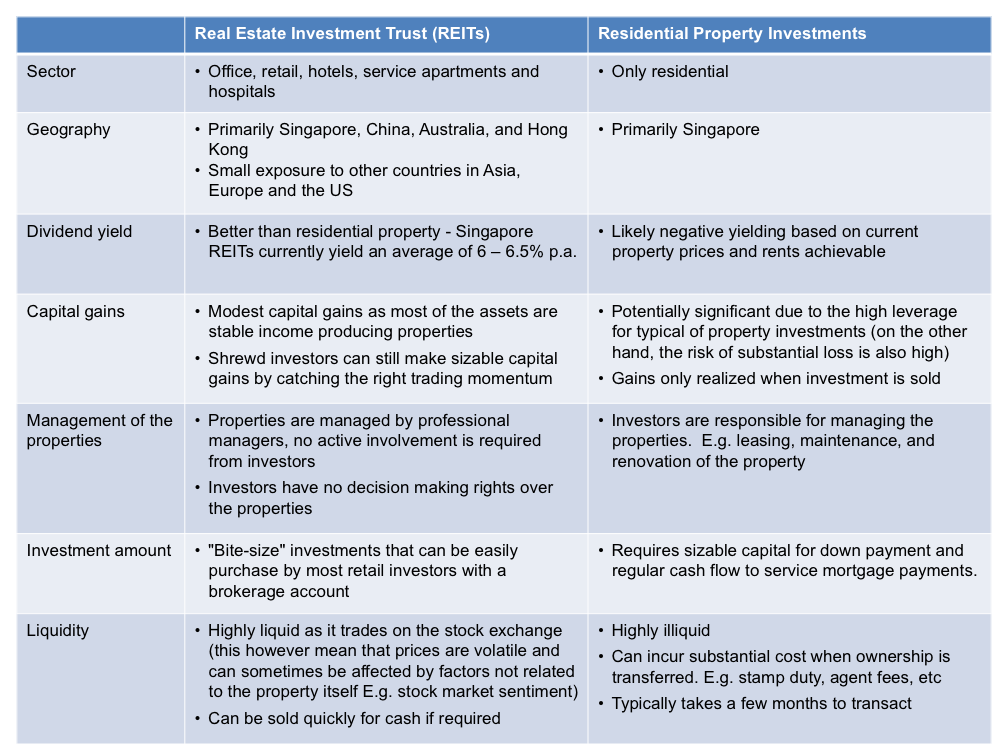 Real Estate Investment Trust (REITs)
Residential Property Investments
Sector
• Office, retail, hotels, service apartments and
hospitals
• Only residential
Geography
• Primarily Singapore, China, Australia, and Hong
Kong
• Small exposure to other countries in Asia,
Europe and the US
• Primarily Singapore
Dividend yield
• Better than residential property - Singapore
REITs currently yield an average of 6 – 6.5% p.a.
• Likely negative yielding based on current
property prices and rents achievable
Capital gains
• Modest capital gains as most of the assets are
stable income producing properties
• Shrewd investors can still make sizable capital
gains by catching the right trading momentum
• Potentially significant due to the high leverage
for typical of property investments (on the other
hand, the risk of substantial loss is also high)
• Gains only realized when investment is sold
Management of the
properties
• Properties are managed by professional
managers, no active involvement is required
from investors
• Investors have no decision making rights over
the properties
• Investors are responsible for managing the
properties.  E.g. leasing, maintenance, and
renovation of the property
Investment amount
• "Bite-size" investments that can be easily
purchase by most retail investors with a
brokerage account
• Requires sizable capital for down payment and
regular cash flow to service mortgage payments.
Liquidity
• Highly liquid as it trades on the stock exchange
(this however mean that prices are volatile and
can sometimes be affected by factors not related
to the property itself E.g. stock market sentiment)
• Can be sold quickly for cash if required
• Highly illiquid
• Can incur substantial cost when ownership is
transferred. E.g. stamp duty, agent fees, etc
• Typically takes a few months to transact